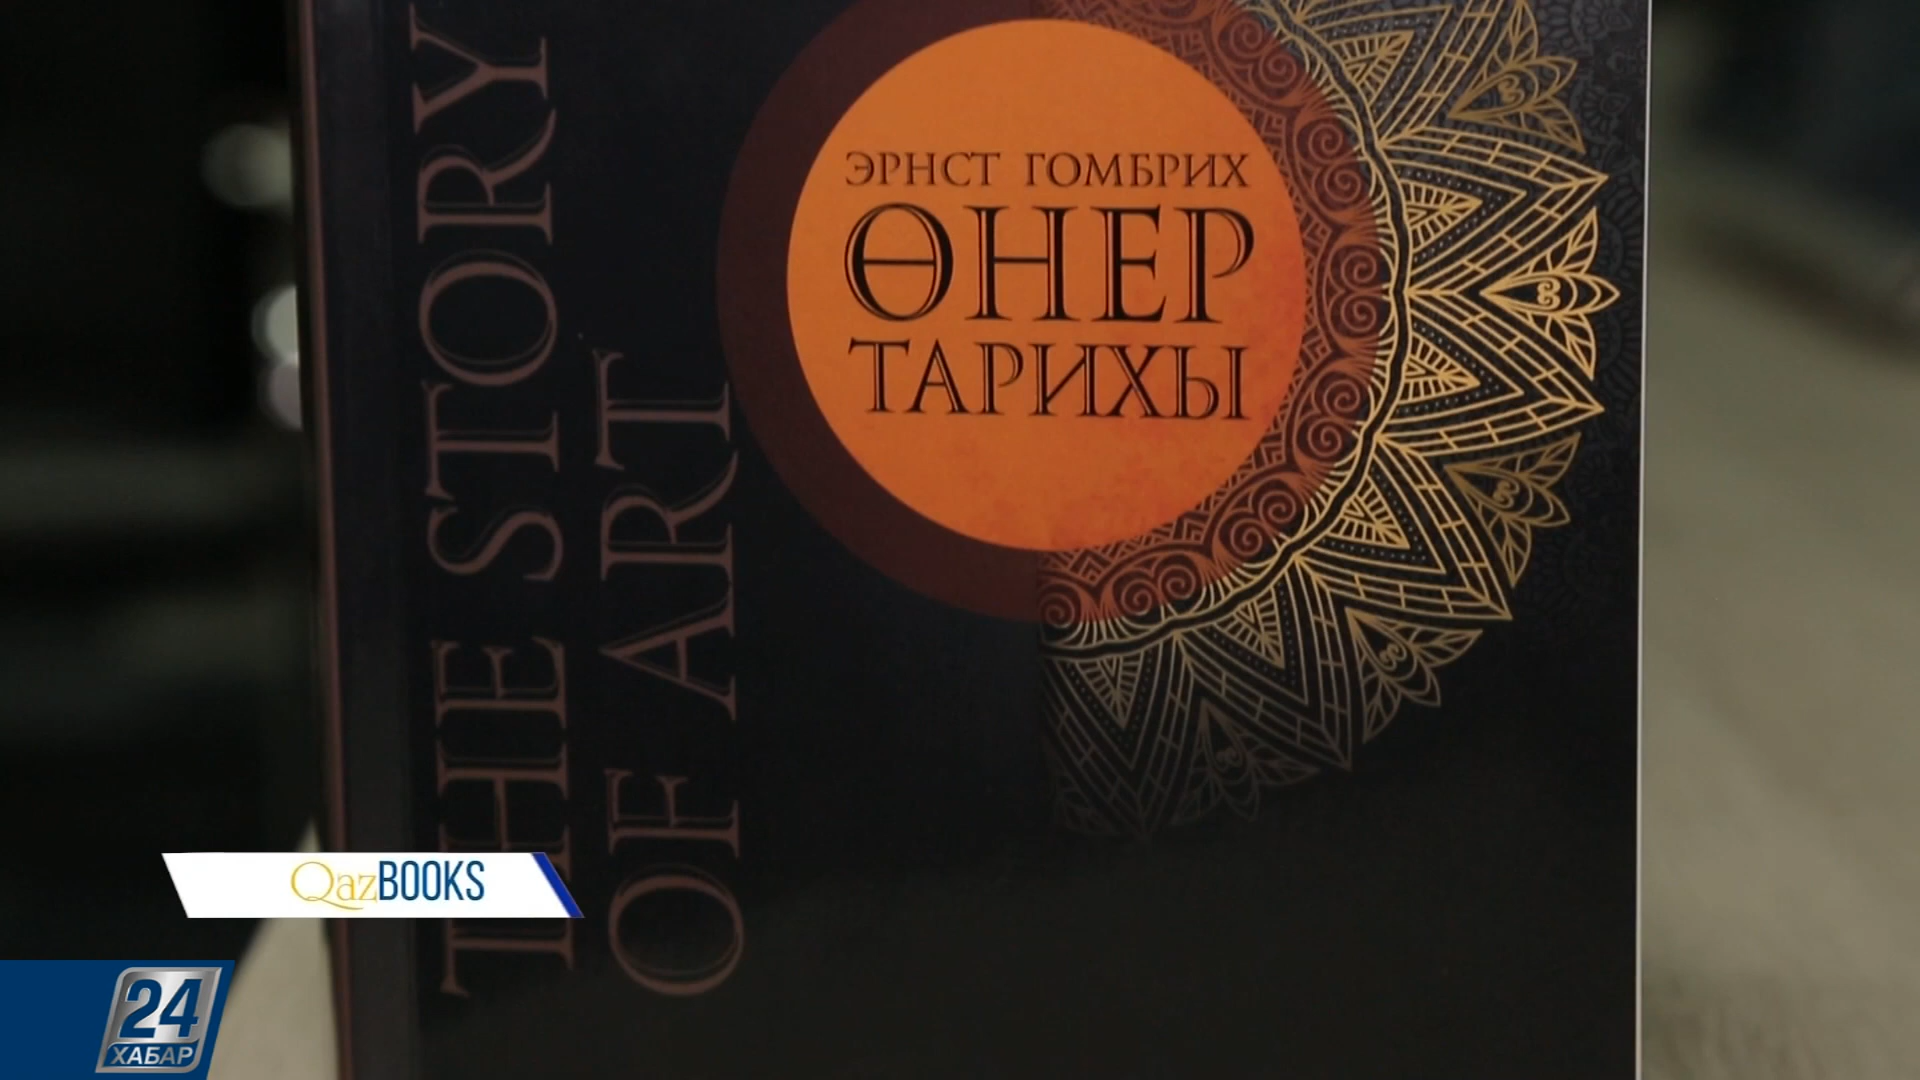 THE STORY
OF ART
ЭРНСТ ГОМБРИХ
ӨНЕР
ТАРИХЫ
QazBOOKS
24
ХАБАР